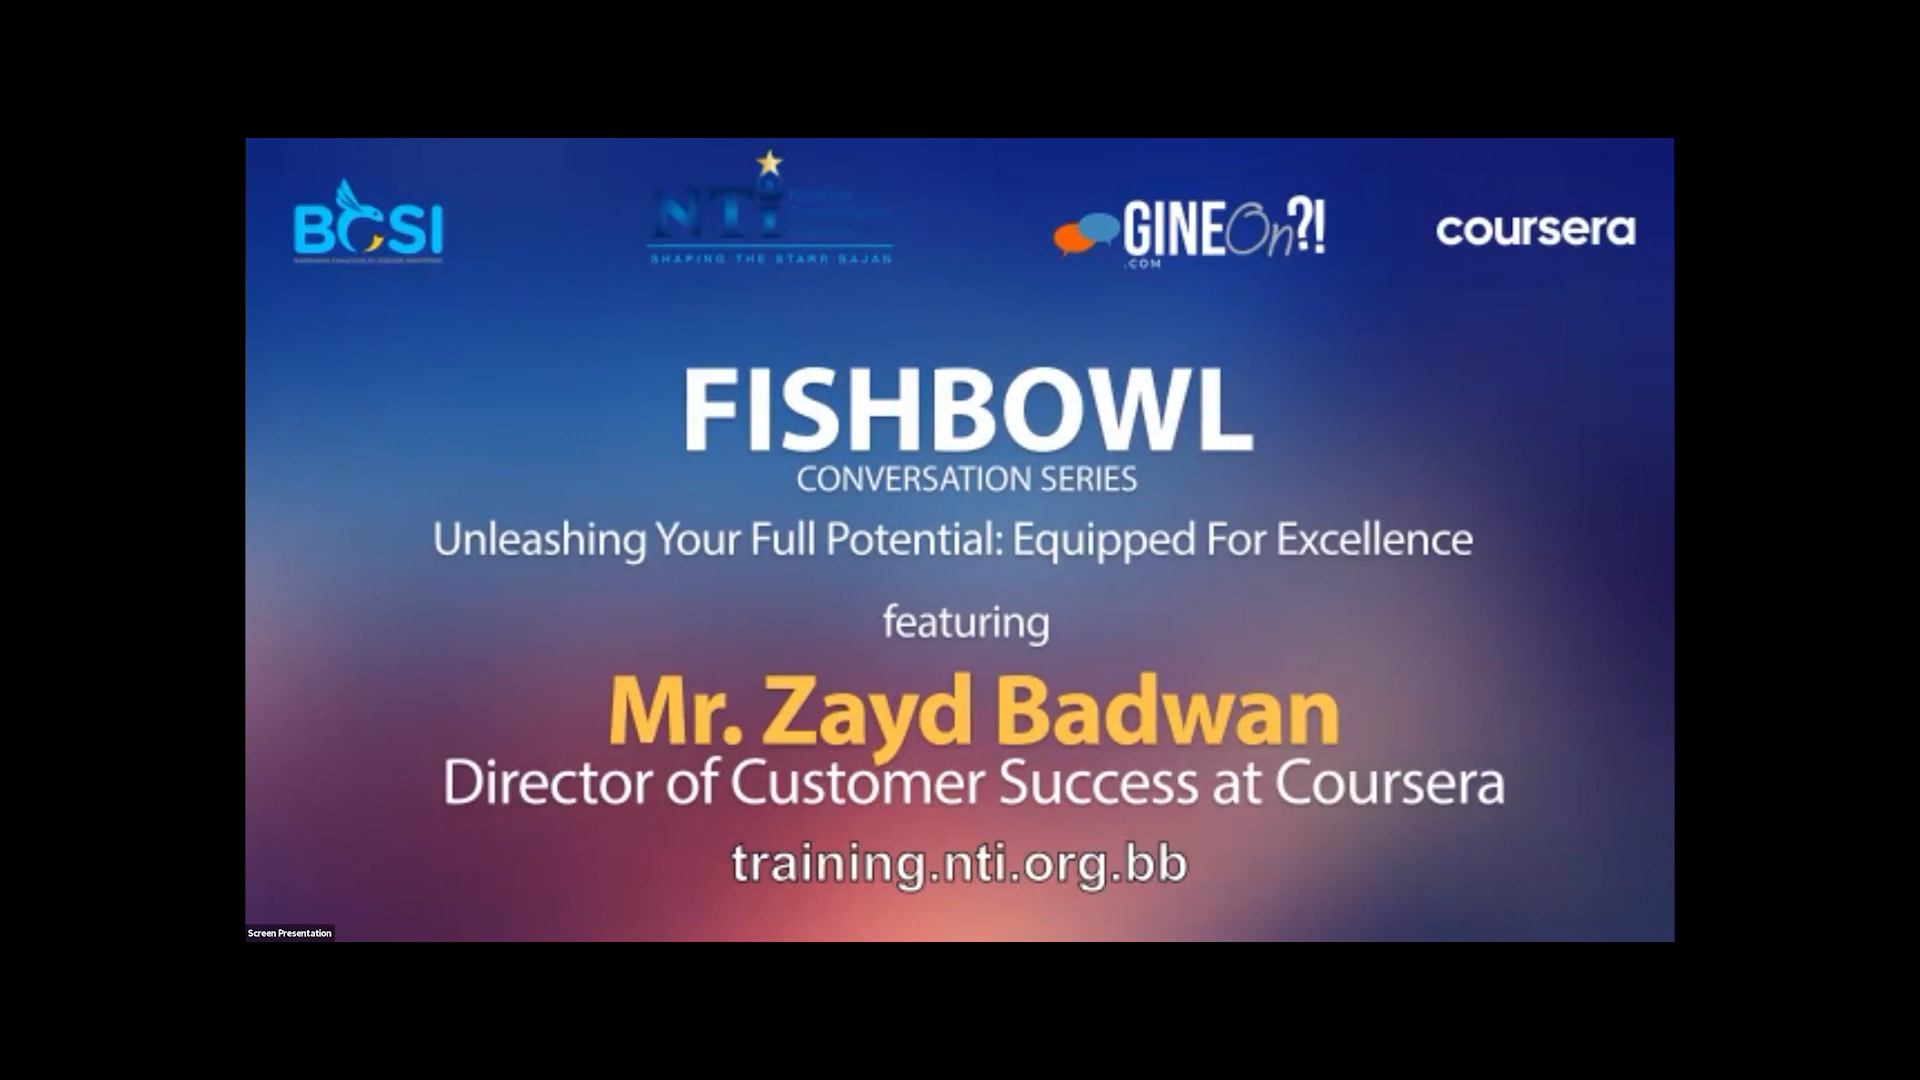 BCSI
NTi
SHAPING THE STARR BAJAN
GINEOn?!
.COM
coursera
FISHBOWL
CONVERSATION SERIES
Unleashing Your Full Potential: Equipped For Excellence
featuring
Mr. Zayd Badwan
Director of Customer Success at Coursera
training.nti.org.bb
Screen Presentation